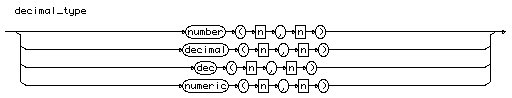 decimal_type
number ( n , n )
decimal ( n , n )
dec ( n , n )
numeric ( n , n )